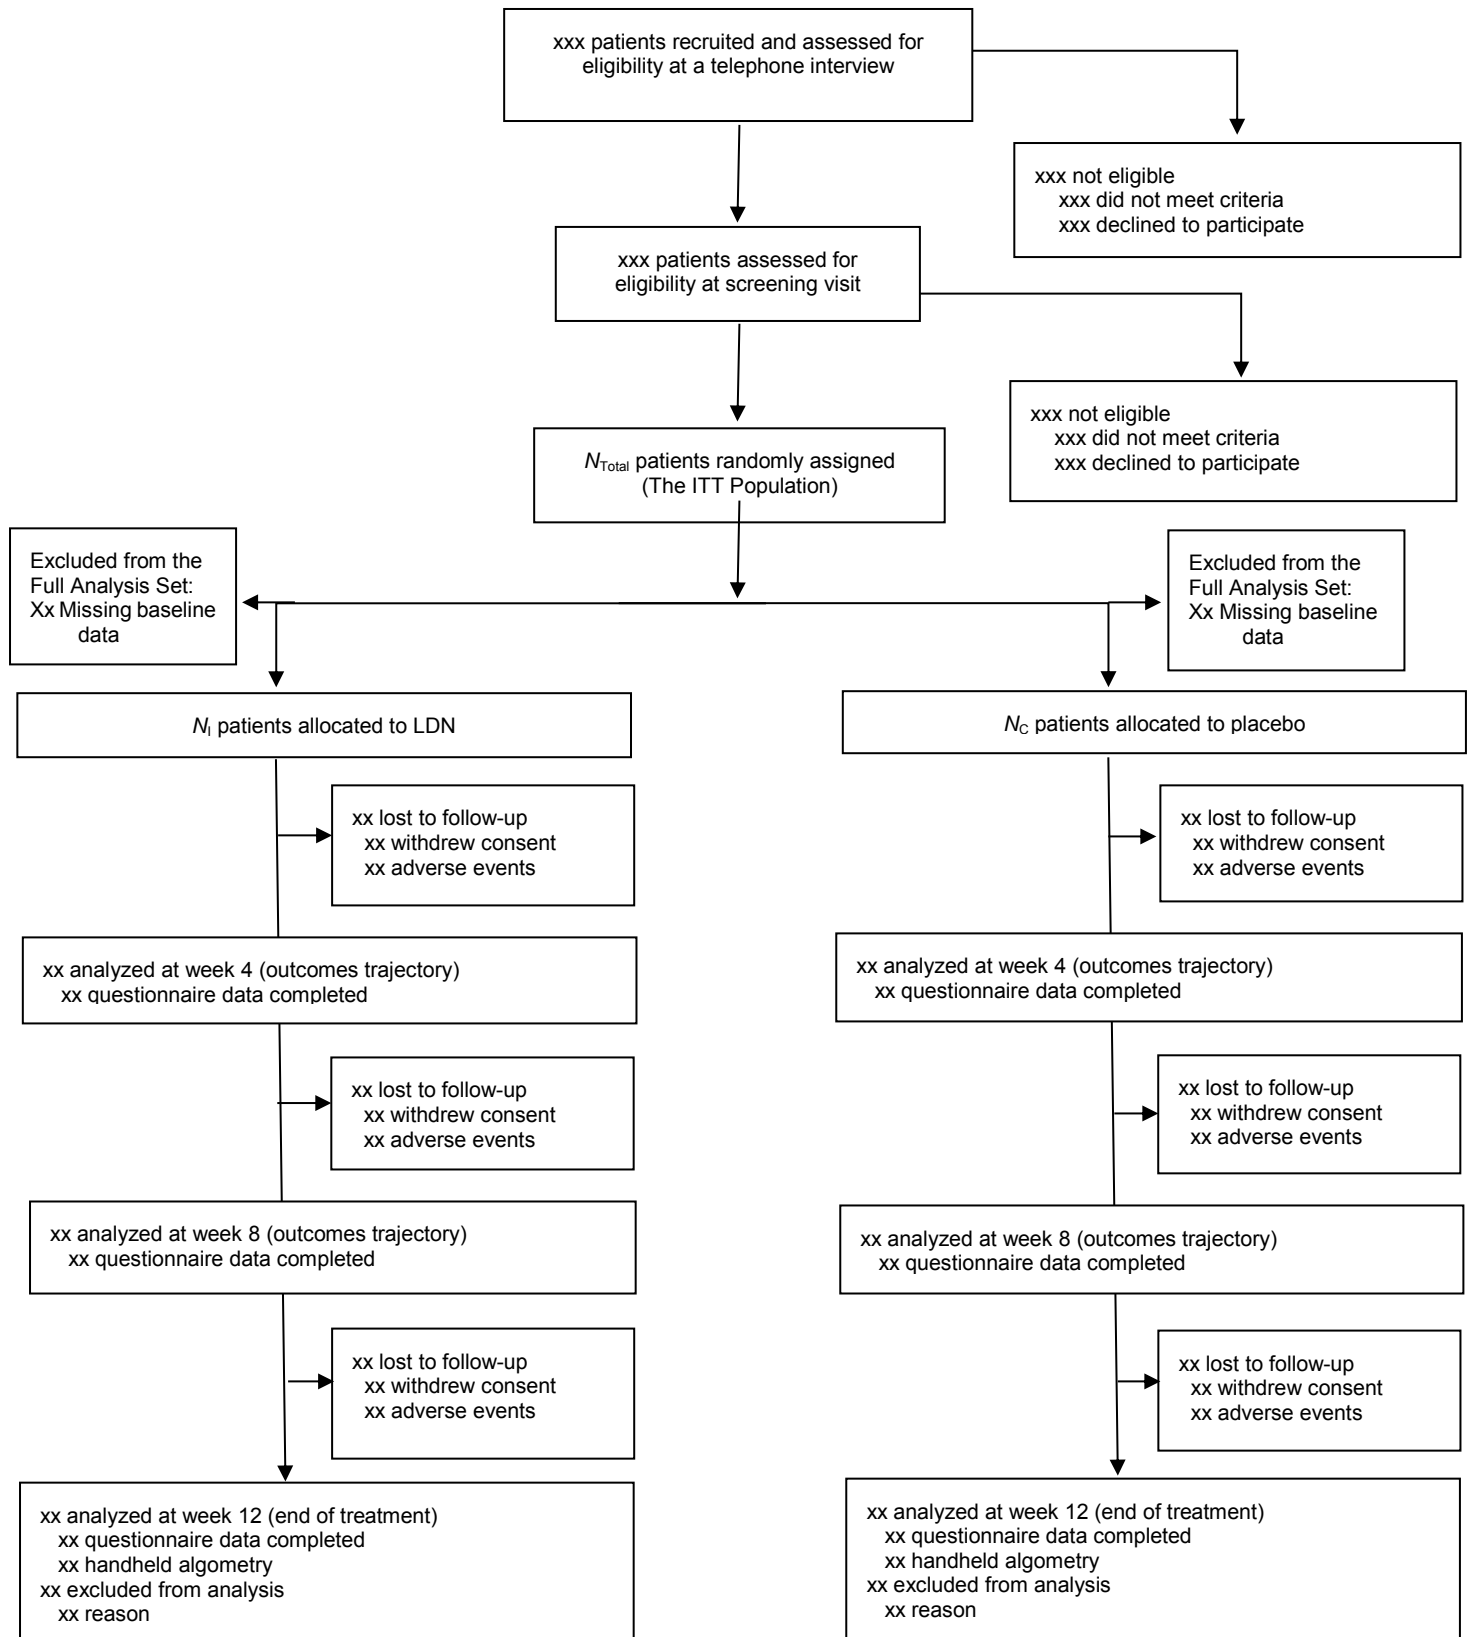 xxx patients recruited and assessed for
eligibility at a telephone interview
xxx not eligible
xxx did not meet criteria
xxx declined to participate
xxx patients assessed for
eligibility at screening visit
xxx not eligible
xxx did not meet criteria
xxx declined to participate
NTotal patients randomly assigned
(The ITT Population)
Excluded from the
Full Analysis Set:
Xx Missing baseline
data
Excluded from the
Full Analysis Set:
Xx Missing baseline
data
NI patients allocated to LDN
NC patients allocated to placebo
xx lost to follow-up
xx withdrew consent
xx adverse events
xx lost to follow-up
xx withdrew consent
xx adverse events
xx analyzed at week 4 (outcomes trajectory)
xx questionnaire data completed
xx analyzed at week 4 (outcomes trajectory)
xx questionnaire data completed
xx lost to follow-up
xx withdrew consent
xx adverse events
xx lost to follow-up
xx withdrew consent
xx adverse events
xx analyzed at week 8 (outcomes trajectory)
xx questionnaire data completed
xx analyzed at week 8 (outcomes trajectory)
xx questionnaire data completed
xx lost to follow-up
xx withdrew consent
xx adverse events
xx lost to follow-up
xx withdrew consent
xx adverse events
xx analyzed at week 12 (end of treatment)
xx questionnaire data completed
xx handheld algometry
xx excluded from analysis
xx reason
xx analyzed at week 12 (end of treatment)
xx questionnaire data completed
xx handheld algometry
xx excluded from analysis
xx reason